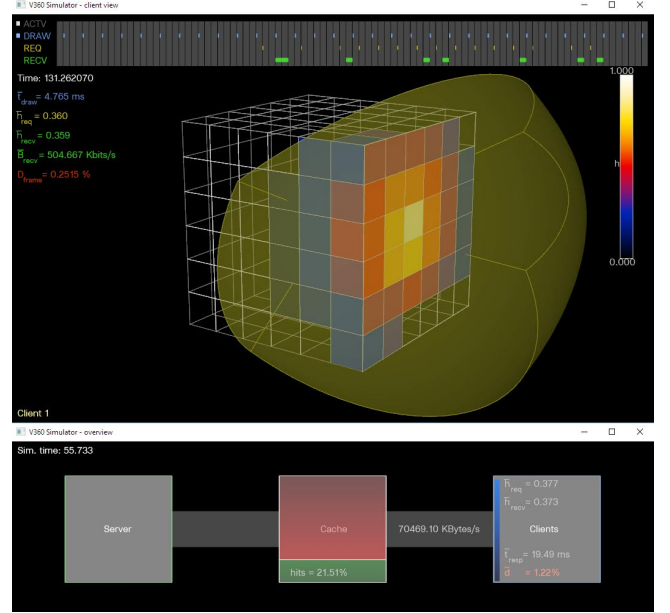 V360 Simulator - client view
ACTV
DRAW
REQ
RECV
Time: 131.262070
t̅draw = 4.765 ms
h̅req = 0.360
h̅recv = 0.359
B̅recv = 504.667 Kbits/s
Dframe = 0.2515 %
1.000
h
0.000
Client 1
V360 Simulator - overview
Sim. time: 55.733
Server
Cache
hits = 21.51%
70469.10 KBytes/s
h̅req = 0.377
h̅recv = 0.373
Clients
t̅resp = 19.49 ms
d̅ = 1.22%